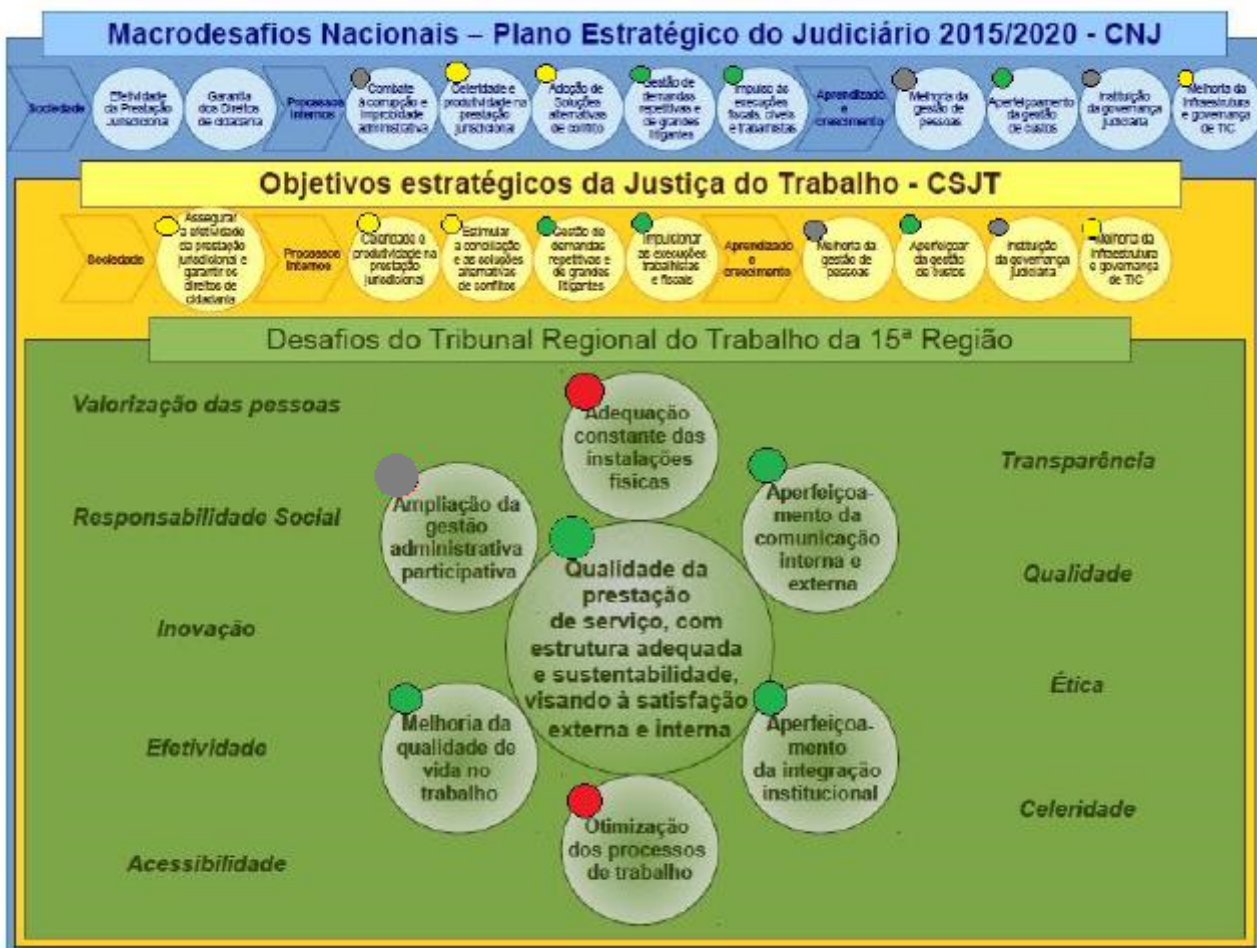 Macrodesafios Nacionais – Plano Estratégico do Judiciário 2015/2020 - CNJ
Sociedade
Efetividade
da Prestação
Jurisdicional
Garantia
dos Direitos
de cidadania
Processos
Internos
Combate
à corrupção e
improbidade
administrativa
Celeridade e
produtividade na
prestação
jurisdicional
Adoção de
Soluções
alternativas
de conflito
Gestão de
demandas
repetitivas e
de grandes
litigantes
Impulso às
execuções
fiscais, cíveis
e trabalhistas
Aprendizado
e
crescimento
Melhoria da
gestão de
pessoas
Aperfeiçoamento
da gestão
de custos
Instituição
da governança
judiciária
Melhoria da
Infraestrutura
e governança
de TIC
Objetivos estratégicos da Justiça do Trabalho - CSJT
Sociedade
Assegurar
a efetividade
da prestação
jurisdicional e
garantir os
direitos de
cidadania
Processos
Internos
Celeridade e
produtividade na
prestação
jurisdicional
Estimular
a conciliação
e as soluções
alternativas
de conflitos
Gestão de
demandas
repetitivas e
de grandes
litigantes
Impulsionar
as execuções
trabalhistas
e fiscais
Aprendizado
e
crescimento
Melhoria da
gestão de
pessoas
Aperfeiçoar
da gestão
de custos
Instituição
da governança
judiciária
Melhoria da
Infraestrutura
e governança
de TIC
Desafios do Tribunal Regional do Trabalho da 15ª Região
Valorização das pessoas
Responsabilidade Social
Inovação
Efetividade
Acessibilidade
Adequação
constante das
instalações
físicas
Ampliação da
gestão
administrativa
participativa
Aperfeiçoa-
mento da
comunicação
interna e
externa
Qualidade da
prestação
de serviço, com
estrutura adequada
e sustentabilidade,
visando à satisfação
externa e interna
Melhoria da
qualidade de
vida no
trabalho
Aperfeiçoa-
mento
da integração
institucional
Otimização
dos processos
de trabalho
Transparência
Qualidade
Ética
Celeridade